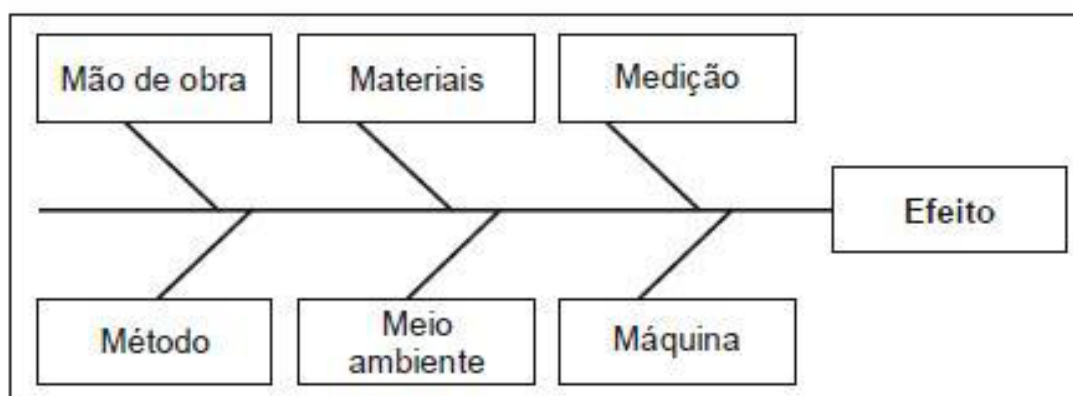 Mão de obra
Materiais
Medição
Efeito
Método
Meio
ambiente
Máquina